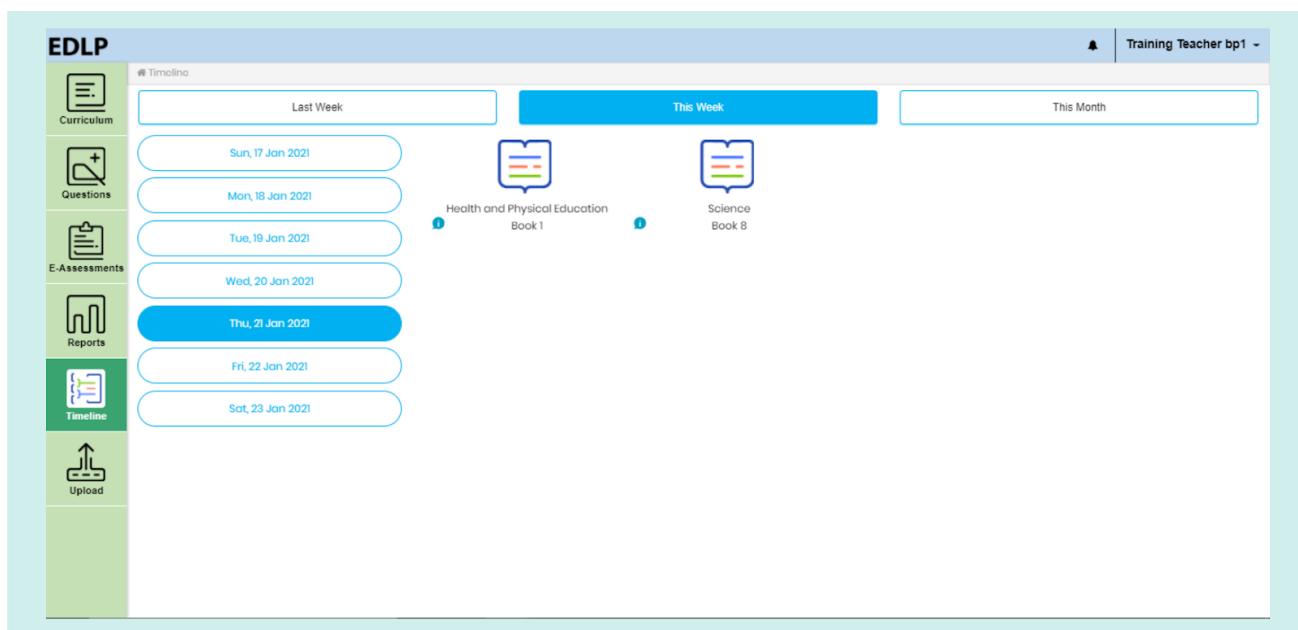 EDLP
Training Teacher bp1
Timeline
Last Week
This Week
This Month
Curriculum
Questions
E-Assessments
Reports
Timeline
Upload
Sun, 17 Jan 2021
Mon, 18 Jan 2021
Tue, 19 Jan 2021
Wed, 20 Jan 2021
Thu, 21 Jan 2021
Fri, 22 Jan 2021
Sat, 23 Jan 2021
Health and Physical Education
Book 1
Science
Book 8